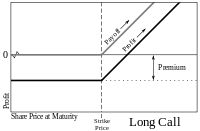 Payoff
Profit
0
Premium
Profit
Share Price at Maturity
Strike
Price
Long Call